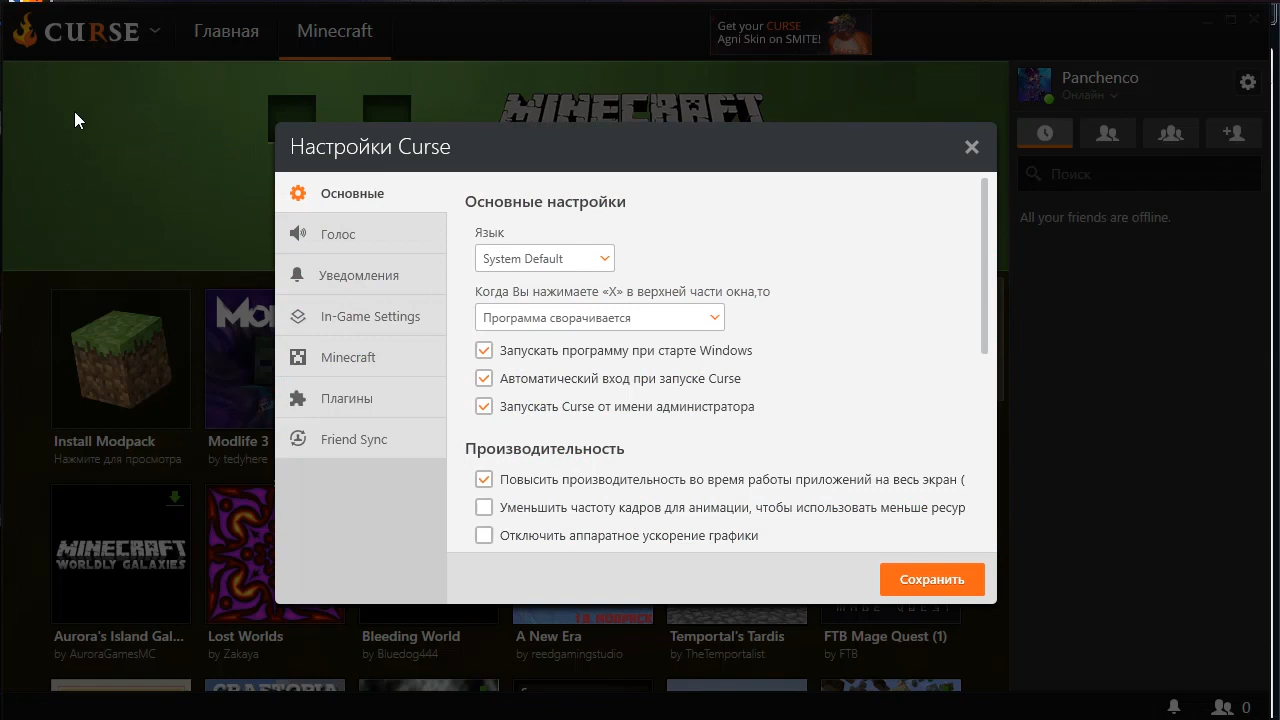 CURSE
Главная
Minecraft
Get your CURSE
Agni Skin on SMITE!
MINECRAFT
Panchenco
Онлайн
Поиск
All your friends are offline.
Настройки Curse
Основные
Голос
Уведомления
In-Game Settings
Minecraft
Плагины
Friend Sync
Основные настройки
Язык
System Default
Когда Вы нажимаете «X» в верхней части окна,то
Программа сворачивается
Запускать программу при старте Windows
Автоматический вход при запуске Curse
Запускать Curse от имени администратора
Производительность
Повысить производительность во время работы приложений на весь экран (
Уменьшить частоту кадров для анимации, чтобы использовать меньше ресур
Отключить аппаратное ускорение графики
Сохранить
Install Modpack
Нажмите для просмотра
Modlife 3
by tedyhere
MINECRAFT
WORLDLY GALAXIES
Aurora's Island Gal...
by AuroraGamesMC
Lost Worlds
by Zakaya
Bleeding World
by Bluedog444
A New Era
by reedgamingstudio
Temportal's Tardis
by TheTemportalist
FTB Mage Quest (1)
by FTB
CRAFTOPIA
0